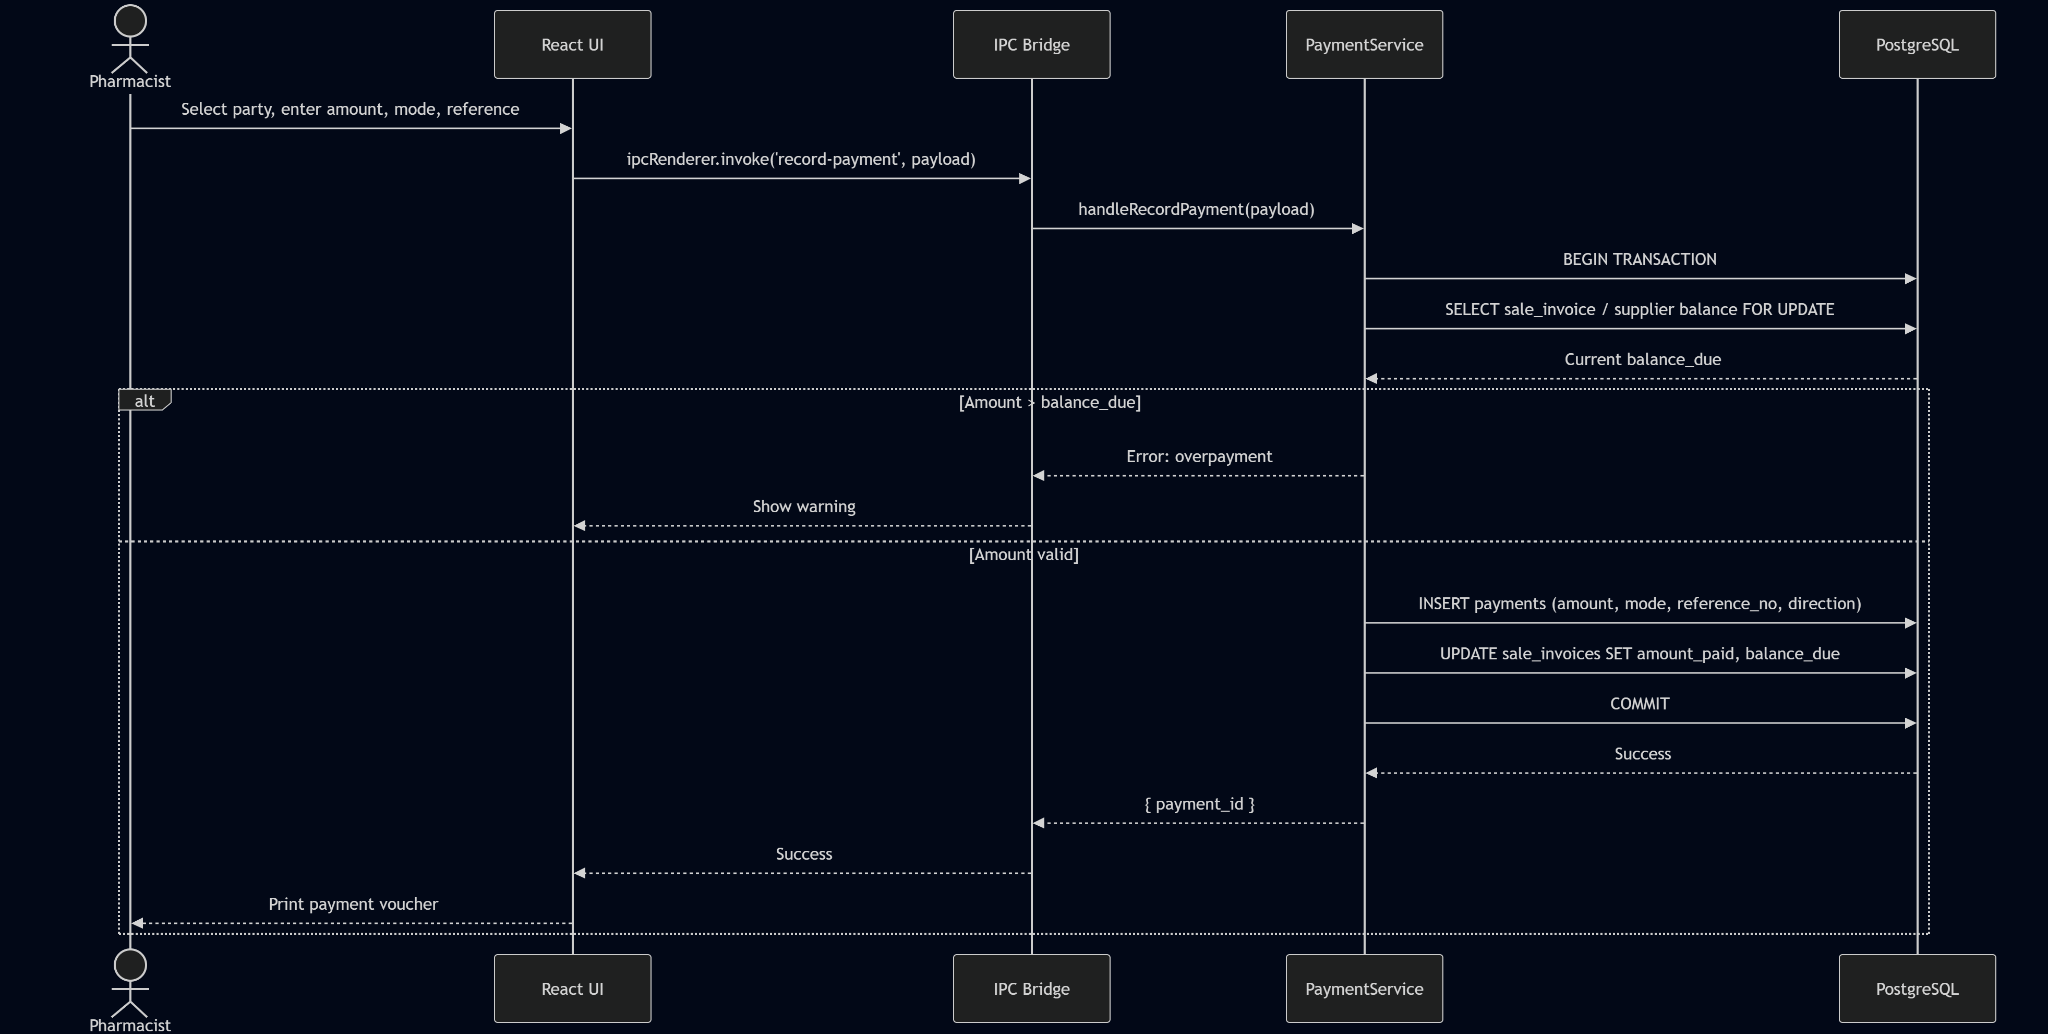 React UI
IPC Bridge
PaymentService
PostgreSQL
Pharmacist
Select party, enter amount, mode, reference
ipcRenderer.invoke('record-payment', payload)
handleRecordPayment(payload)
BEGIN TRANSACTION
SELECT sale_invoice / supplier balance FOR UPDATE
Current balance_due
alt
[Amount > balance_due]
Error: overpayment
Show warning
[Amount valid]
INSERT payments (amount, mode, reference_no, direction)
UPDATE sale_invoices SET amount_paid, balance_due
COMMIT
Success
{ payment_id }
Success
Print payment voucher
React UI
IPC Bridge
PaymentService
PostgreSQL
Pharmacist